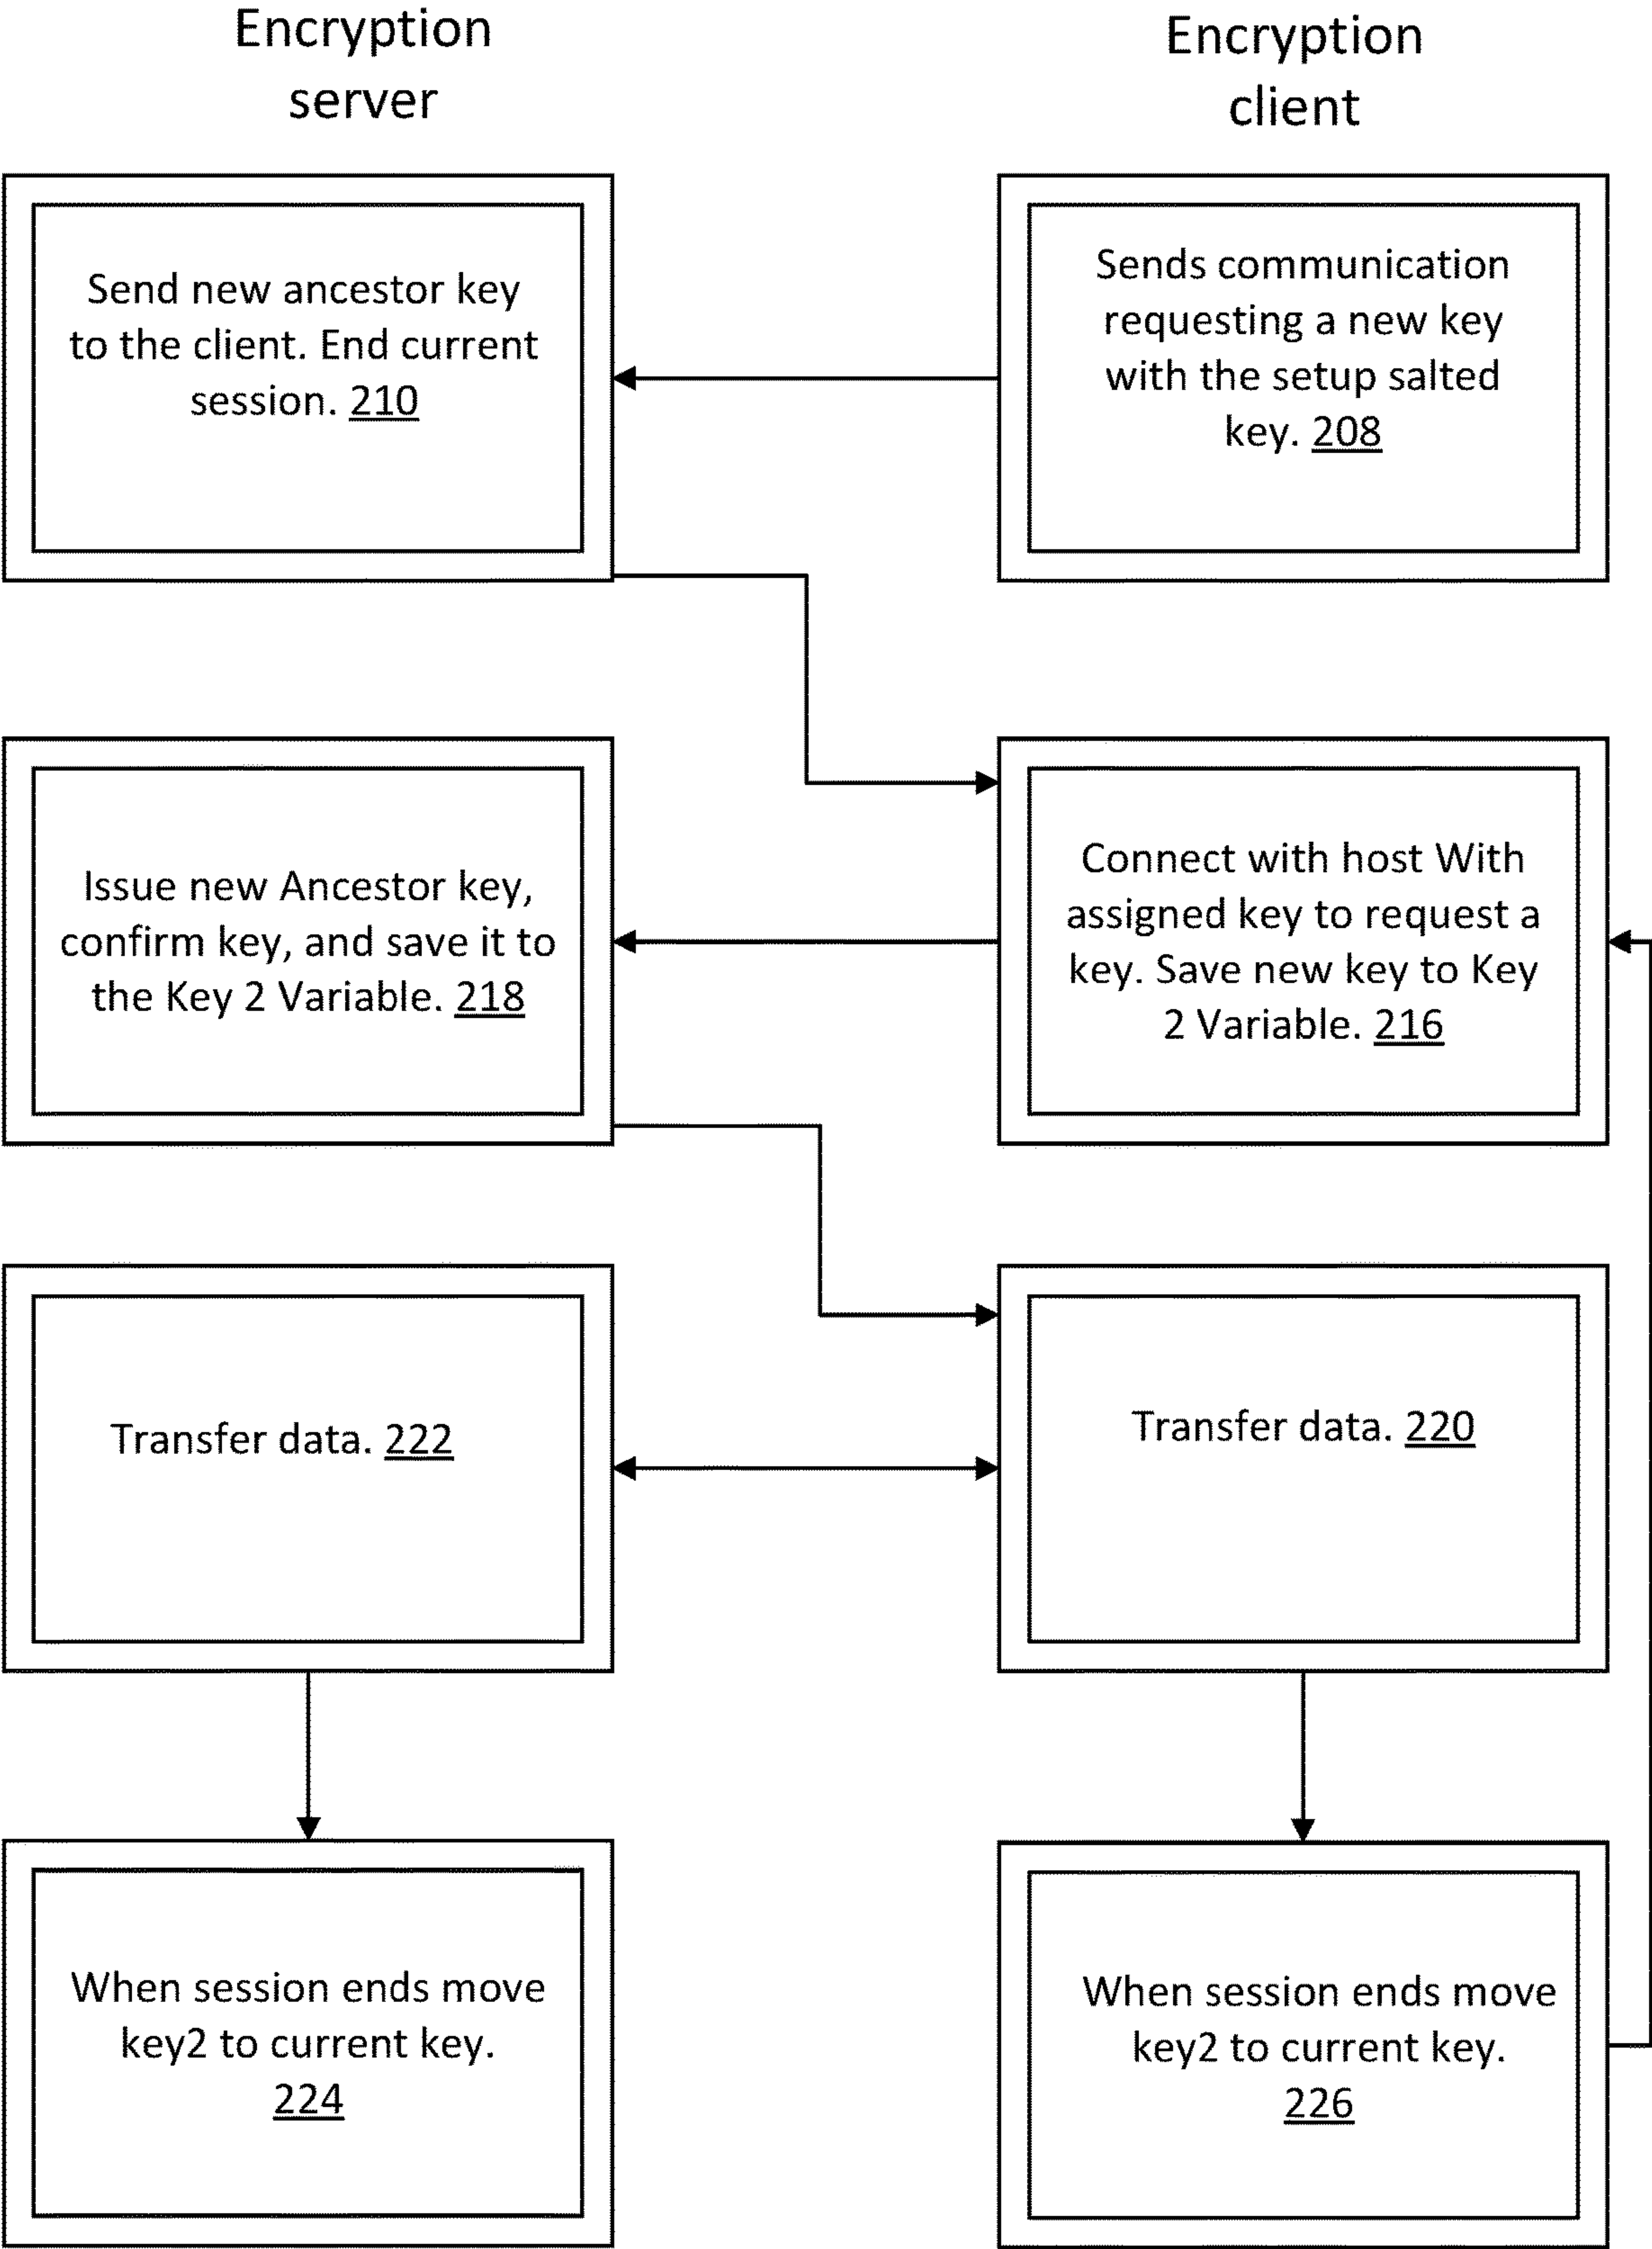 Encryption
server
Encryption
client
Send new ancestor key
to the client. End current
session. 210
Sends communication
requesting a new key
with the setup salted
key. 208
Issue new Ancestor key,
confirm key, and save it to
the Key 2 Variable. 218
Connect with host With
assigned key to request a
key. Save new key to Key
2 Variable. 216
Transfer data. 222
Transfer data. 220
When session ends move
key2 to current key.
224
When session ends move
key2 to current key.
226